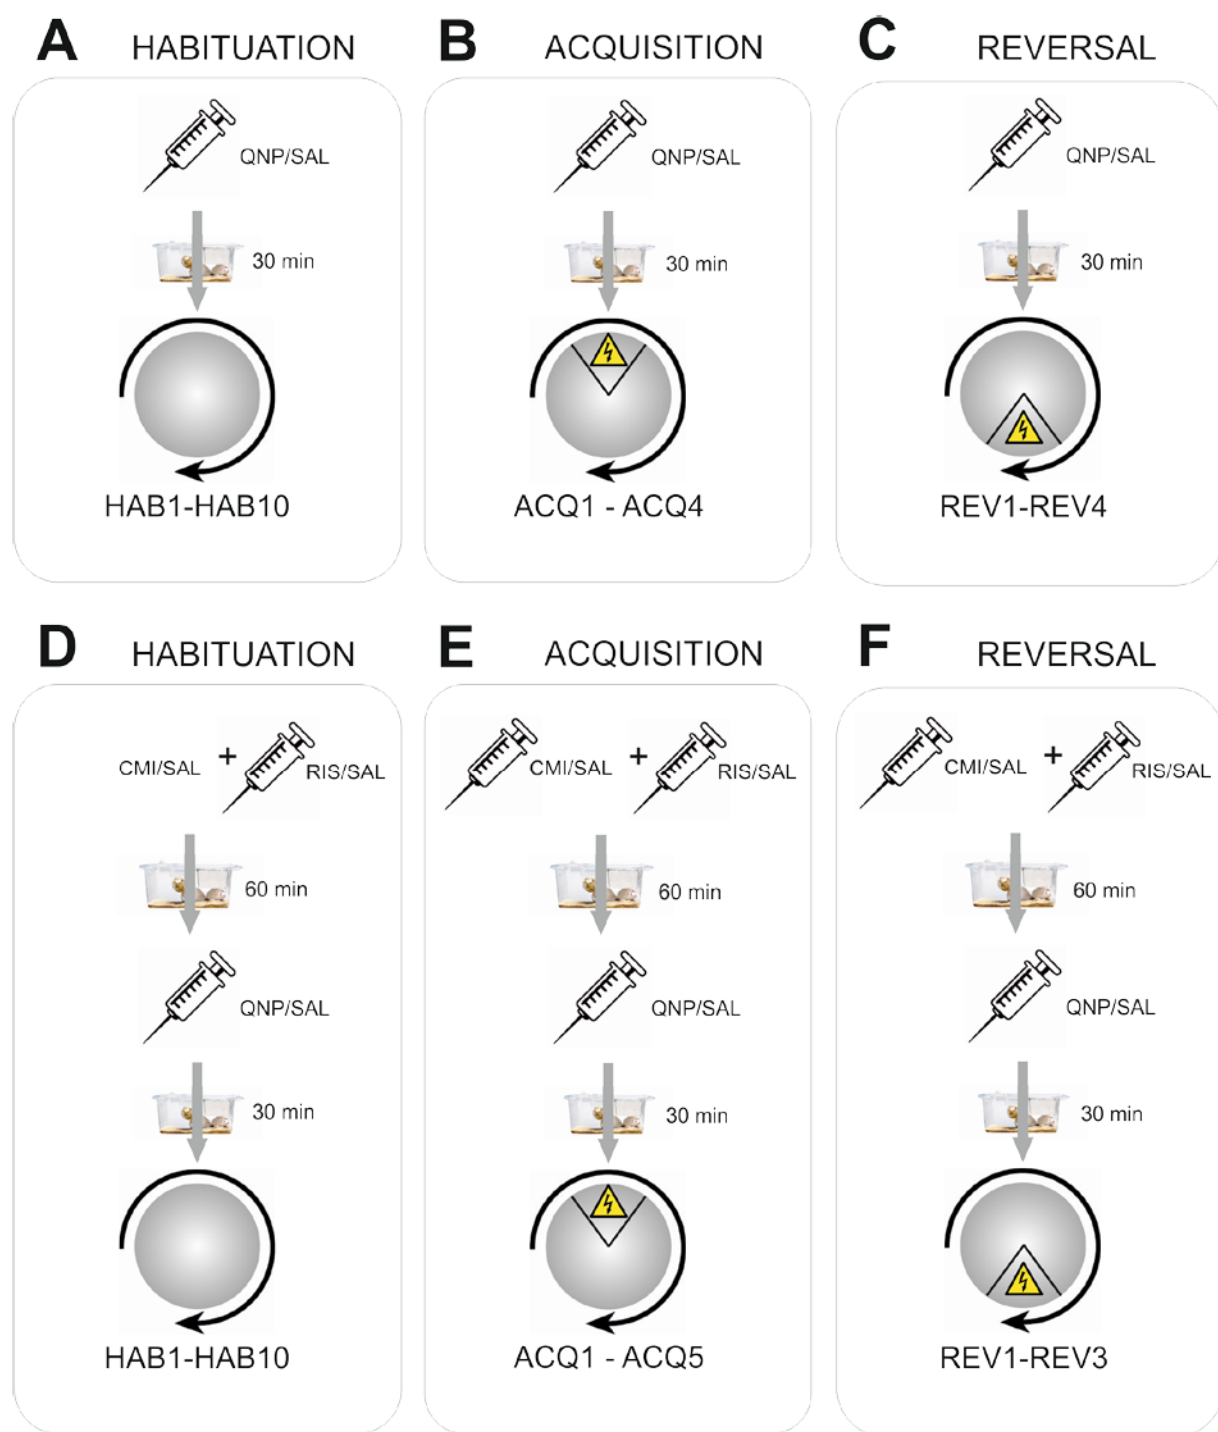 A HABITUATION
QNP/SAL
30 min
HAB1-HAB10
B ACQUISITION
QNP/SAL
30 min
ACQ1 - ACQ4
C REVERSAL
QNP/SAL
30 min
REV1-REV4
D HABITUATION
CMI/SAL + RIS/SAL
60 min
QNP/SAL
30 min
HAB1-HAB10
E ACQUISITION
CMI/SAL + RIS/SAL
60 min
QNP/SAL
30 min
ACQ1 - ACQ5
F REVERSAL
CMI/SAL + RIS/SAL
60 min
QNP/SAL
30 min
REV1-REV3